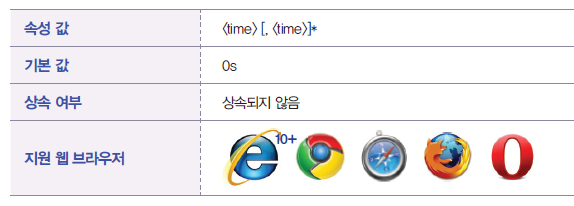 속성 값 〈time〉 [, 〈time〉]*
기본 값 0s
상속 여부 상속되지 않음
지원 웹 브라우저 10+